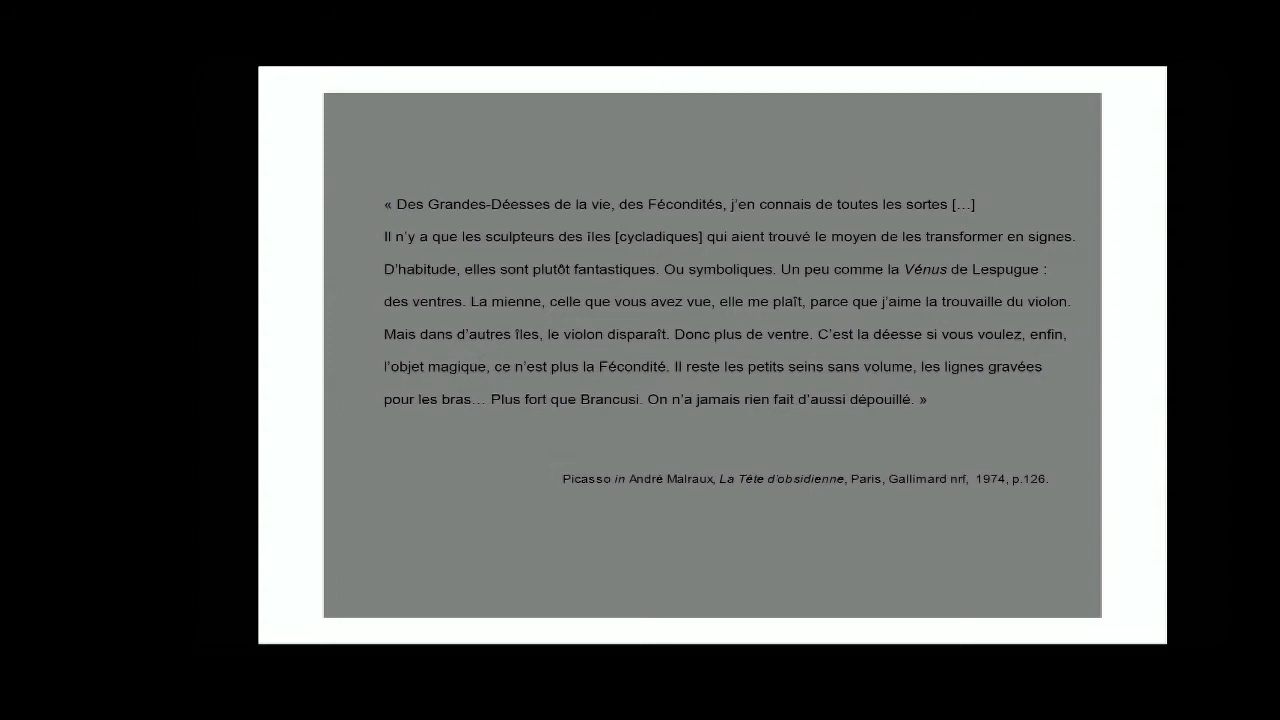 « Des Grandes-Déesses de la vie, des Fécondités, j’en connais de toutes les sortes […]
Il n’y a que les sculpteurs des îles [cycladiques] qui aient trouvé le moyen de les transformer en signes.
D’habitude, elles sont plutôt fantastiques. Ou symboliques. Un peu comme la Vénus de Lespugue :
des ventres. La mienne, celle que vous avez vue, elle me plaît, parce que j’aime la trouvaille du violon.
Mais dans d’autres îles, le violon disparaît. Donc plus de ventre. C’est la déesse si vous voulez, enfin,
l’objet magique, ce n’est plus la Fécondité. Il reste les petits seins sans volume, les lignes gravées
pour les bras… Plus fort que Brancusi. On n’a jamais rien fait d’aussi dépouillé. »
Picasso in André Malraux, La Tête d’obsidienne, Paris, Gallimard nrf, 1974, p.126.